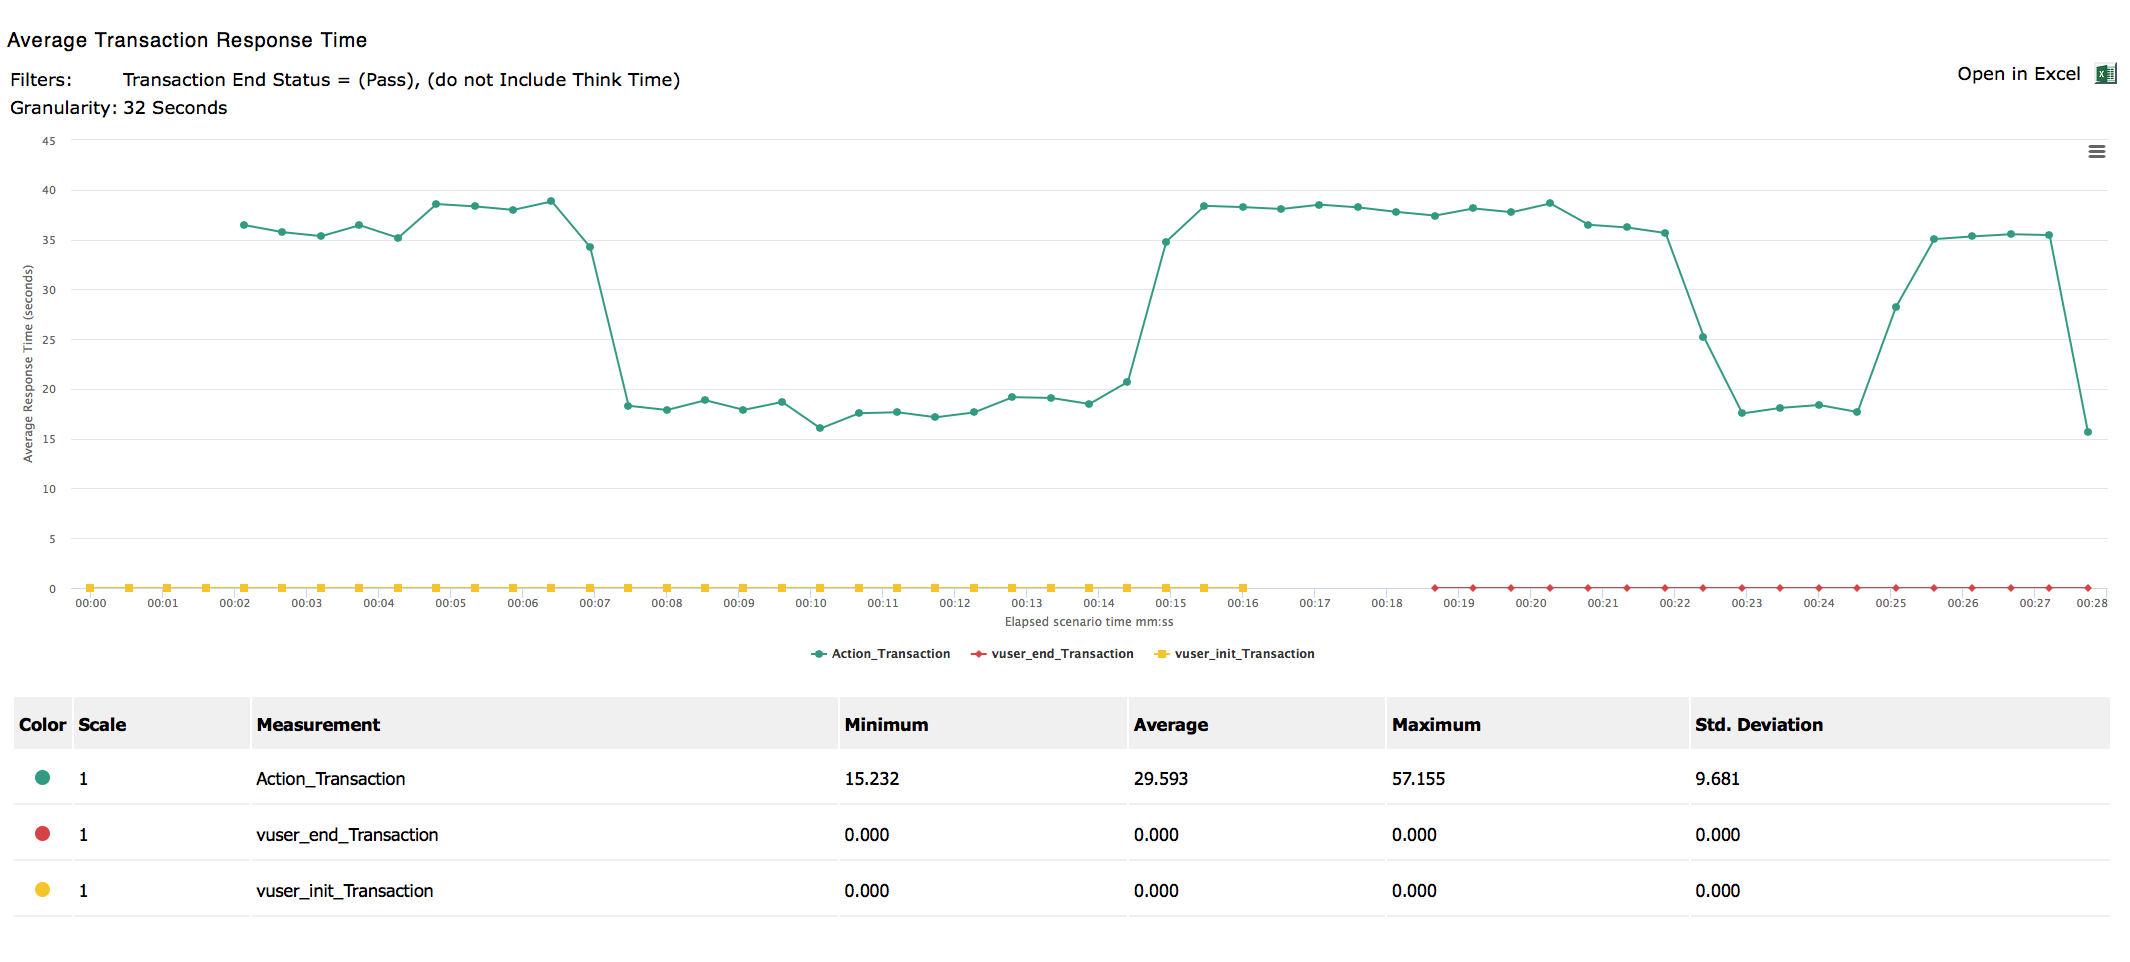 Average Transaction Response Time
Filters: Transaction End Status = (Pass), (do not Include Think Time)
Open in Excel
Granularity: 32 Seconds
45
40
35
30
25
20
15
10
5
0
Average Response Time (seconds)
00:00 00:01 00:02 00:03 00:04 00:05 00:06 00:07 00:08 00:09 00:10 00:11 00:12 00:13 00:14 00:15 00:16 00:17 00:18 00:19 00:20 00:21 00:22 00:23 00:24 00:25 00:26 00:27 00:28
Elapsed scenario time mm:ss
Action_Transaction vuser_end_Transaction vuser_init_Transaction
Color Scale Measurement Minimum Average Maximum Std. Deviation
1 Action_Transaction 15.232 29.593 57.155 9.681
1 vuser_end_Transaction 0.000 0.000 0.000 0.000
1 vuser_init_Transaction 0.000 0.000 0.000 0.000